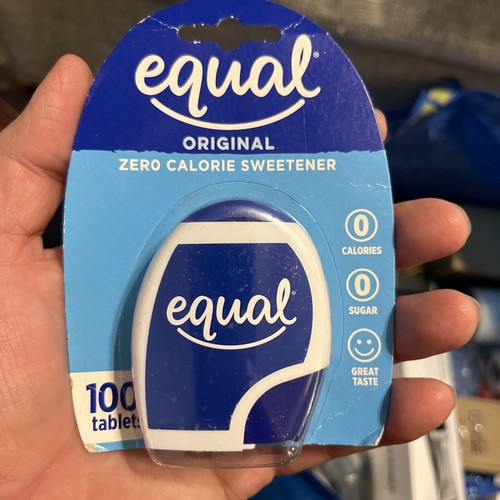 equal
ORIGINAL
ZERO CALORIE SWEETENER
equal
0
CALORIES
0
SUGAR
GREAT
TASTE
100
tablets